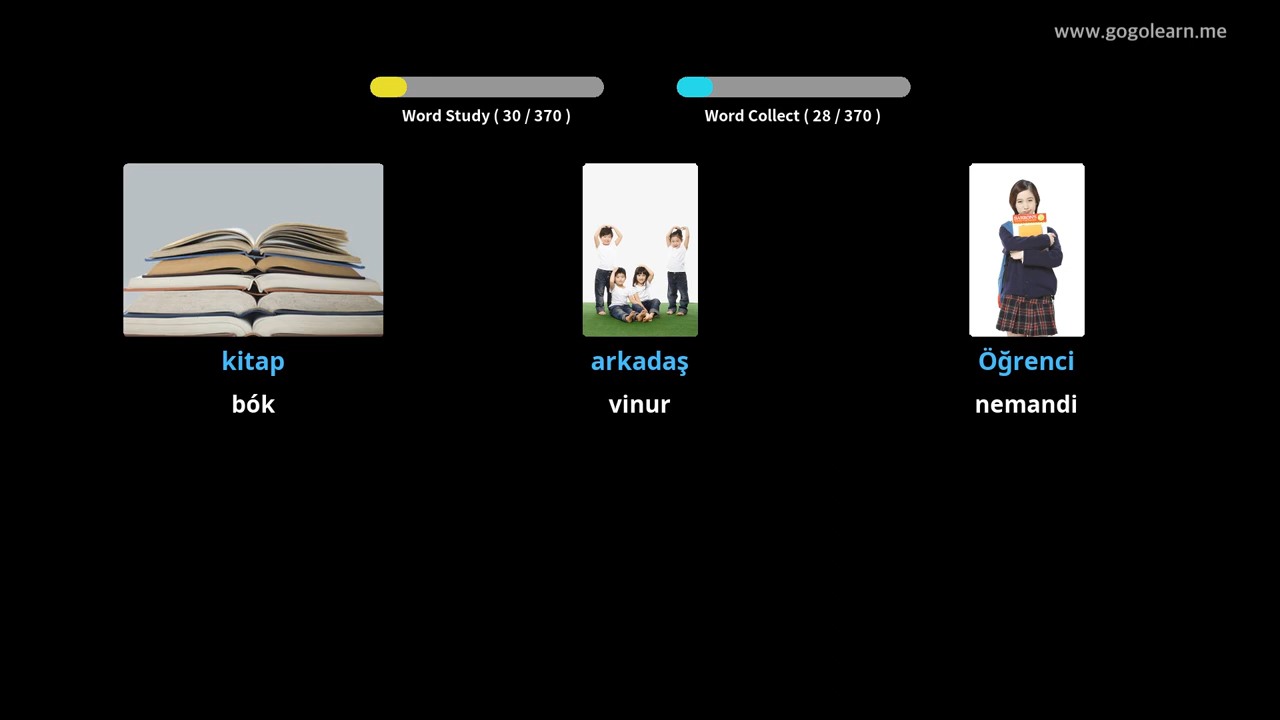 www.gogolearn.me
Word Study ( 30 / 370 )
Word Collect ( 28 / 370 )
kitap
arkadaş
Öğrenci
bók
vinur
nemandi